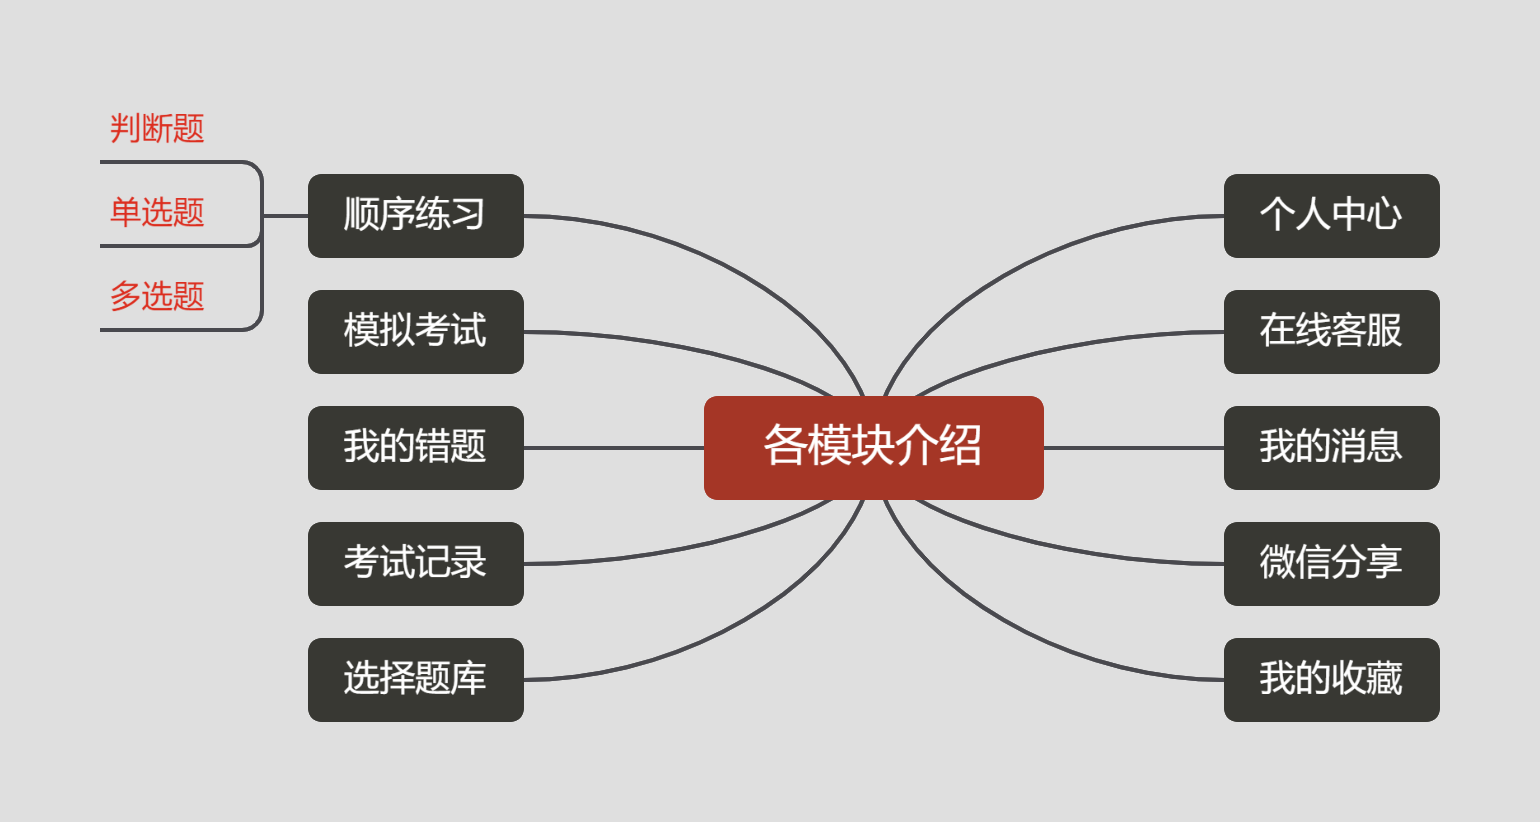 判断题
单选题
多选题
顺序练习
模拟考试
我的错题
考试记录
选择题库
各模块介绍
个人中心
在线客服
我的消息
微信分享
我的收藏